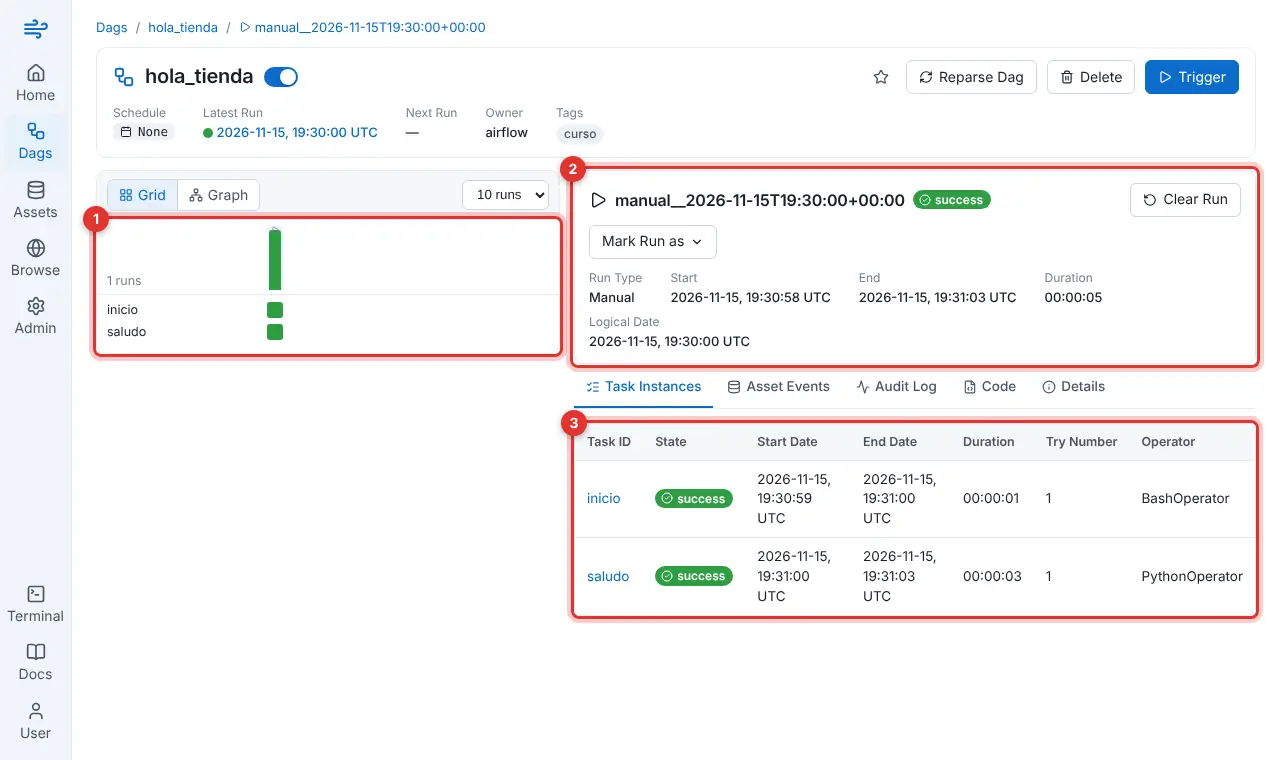 Dags / hola_tienda / manual__2026-11-15T19:30:00+00:00
Home
Dags
Assets
Browse
Admin
Terminal
Docs
User
hola_tienda
Reparse Dag
Delete
Trigger
Schedule
None
Latest Run
2026-11-15, 19:30:00 UTC
Next Run
—
Owner
airflow
Tags
curso
Grid
Graph
10 runs
1
1 runs
inicio
saludo
2
manual__2026-11-15T19:30:00+00:00
success
Clear Run
Mark Run as
Run Type
Manual
Start
2026-11-15, 19:30:58 UTC
End
2026-11-15, 19:31:03 UTC
Duration
00:00:05
Logical Date
2026-11-15, 19:30:00 UTC
Task Instances
Asset Events
Audit Log
Code
Details
3
Task ID State Start Date End Date Duration Try Number Operator
inicio
success
2026-11-15,
19:30:59
UTC
2026-11-15,
19:31:00
UTC
00:00:01
1
BashOperator
saludo
success
2026-11-15,
19:31:00
UTC
2026-11-15,
19:31:03
UTC
00:00:03
1
PythonOperator